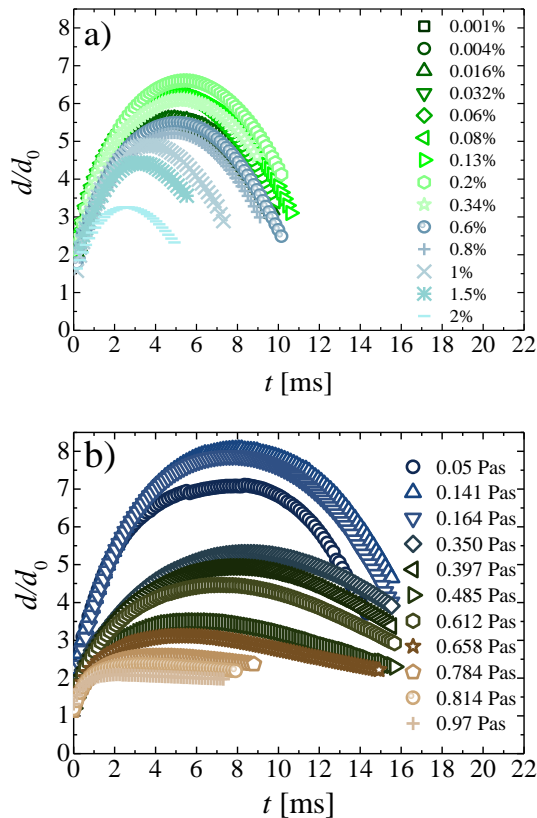 a)
d/d0
8
7
6
5
4
3
2
1
0
0 2 4 6 8 10 12 14 16 18 20 22
t [ms]
0.001%
0.004%
0.016%
0.032%
0.06%
0.08%
0.13%
0.2%
0.34%
0.6%
0.8%
1%
1.5%
2%
b)
d/d0
8
7
6
5
4
3
2
1
0
0 2 4 6 8 10 12 14 16 18 20 22
t [ms]
0.05 Pas
0.141 Pas
0.164 Pas
0.350 Pas
0.397 Pas
0.485 Pas
0.612 Pas
0.658 Pas
0.784 Pas
0.814 Pas
0.97 Pas